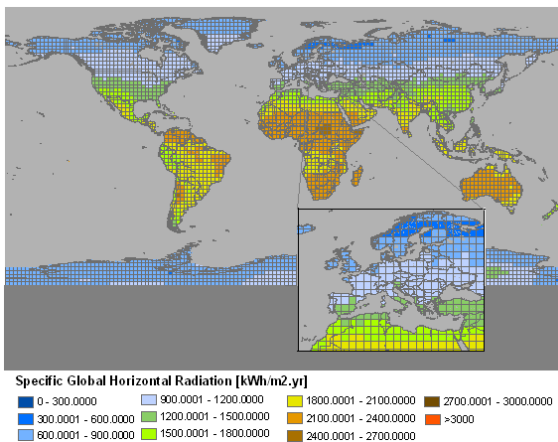 Specific Global Horizontal Radiation [kWh/m2.yr]
0 - 300.0000
300.0001 - 600.0000
600.0001 - 900.0000
900.0001 - 1200.0000
1200.0001 - 1500.0000
1500.0001 - 1800.0000
1800.0001 - 2100.0000
2100.0001 - 2400.0000
2400.0001 - 2700.0000
2700.0001 - 3000.0000
>3000